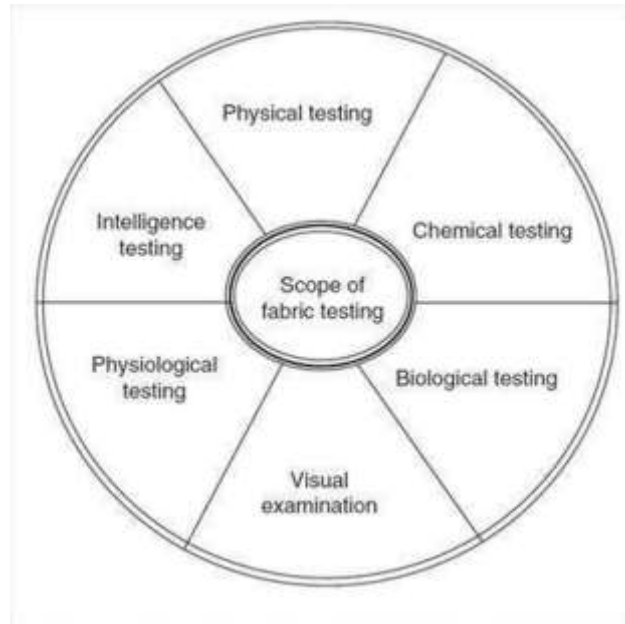 Physical testing
Intelligence
testing
Chemical testing
Scope of
fabric testing
Physiological
testing
Biological testing
Visual
examination